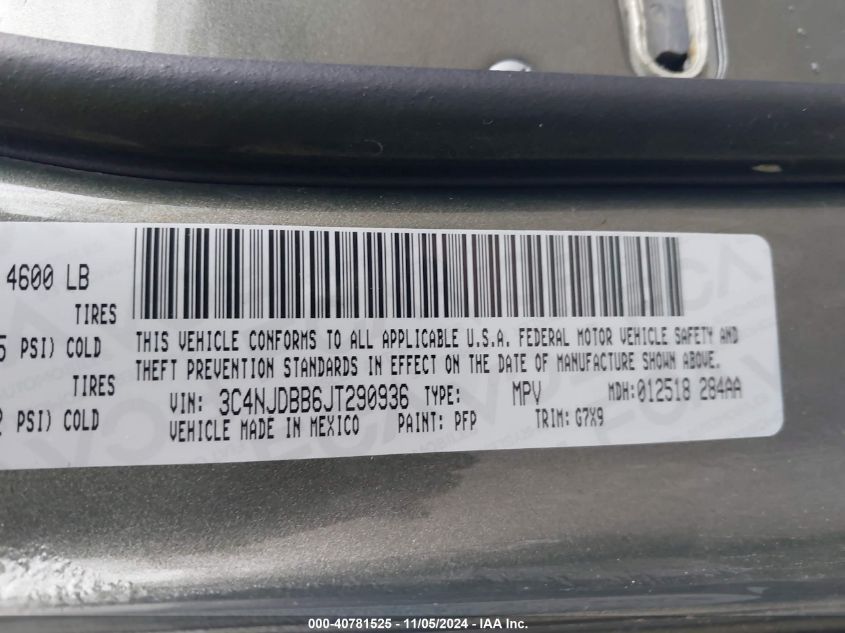 4600 LB
TIRES
PSI) COLD
THIS VEHICLE CONFORMS TO ALL APPLICABLE U.S.A. FEDERAL MOTOR VEHICLE SAFETY AND
THEFT PREVENTION STANDARDS IN EFFECT ON THE DATE OF MANUFACTURE SHOWN ABOVE.
TIRES
PSI) COLD
VIN: 3C4NJDBB6JT290936 TYPE: MPV MDH:012518 284AA
VEHICLE MADE IN MEXICO PAINT: PFP TRIM: G7X9
000-40781525 - 11/05/2024 - IAA Inc.